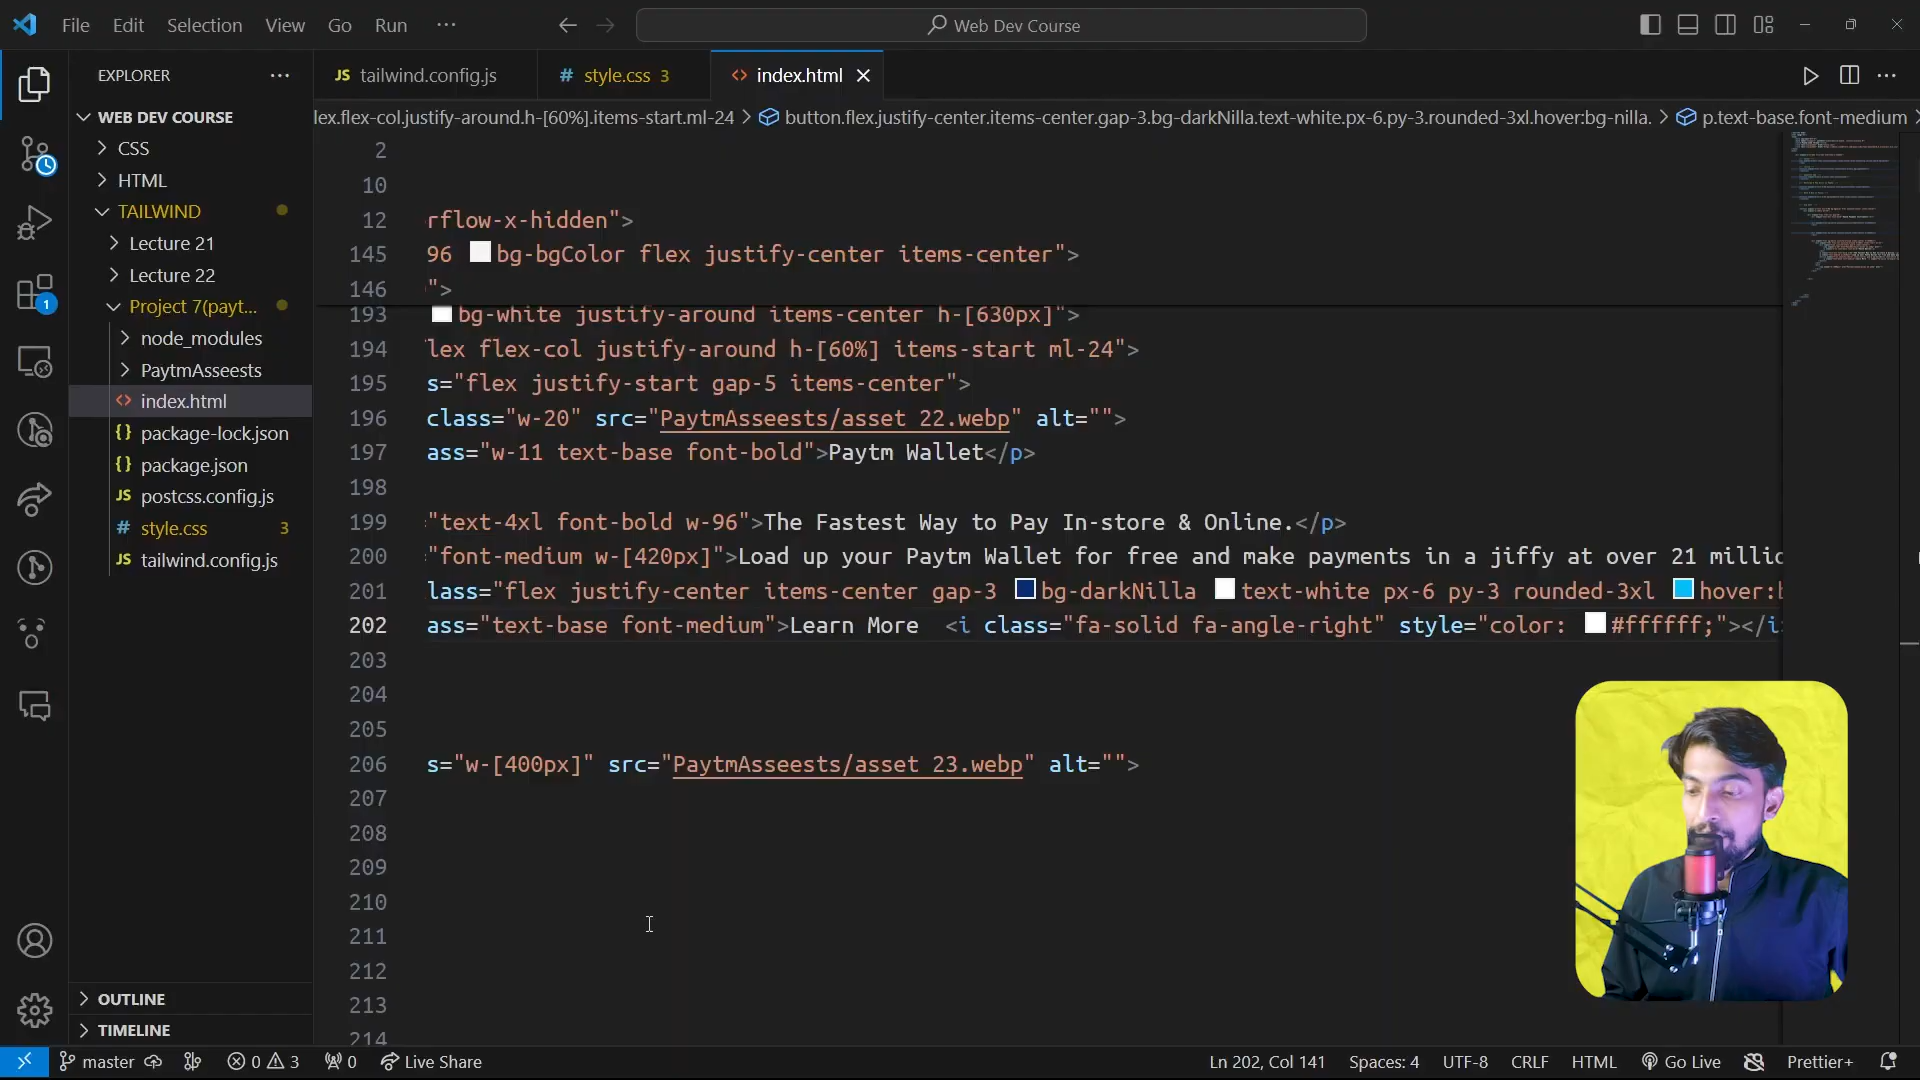 File Edit Selection View Go Run ···
Web Dev Course
EXPLORER
JS tailwind.config.js
# style.css 3
<> index.html
lex.flex-col.justify-around.h-[60%].items-start.ml-24 > button.flex.justify-center.items-center.gap-3.bg-darkNilla.text-white.px-6.py-3.rounded-3xl.hover:bg-nilla. > p.text-base.font-medium >
WEB DEV COURSE
CSS
HTML
TAILWIND
Lecture 21
Lecture 22
Project 7(payt...
node_modules
PaytmAsseests
<> index.html
{} package-lock.json
{} package.json
JS postcss.config.js
# style.css 3
JS tailwind.config.js
OUTLINE
TIMELINE
1
2
10
12 rflow-x-hidden">
145 96 bg-bgColor flex justify-center items-center">
146 ">
193 bg-white justify-around items-center h-[630px]">
194 lex flex-col justify-around h-[60%] items-start ml-24">
195 s="flex justify-start gap-5 items-center">
196 class="w-20" src="PaytmAsseests/asset 22.webp" alt="">
197 ass="w-11 text-base font-bold">Paytm Wallet</p>
198
199 ="text-4xl font-bold w-96">The Fastest Way to Pay In-store & Online.</p>
200 ="font-medium w-[420px]">Load up your Paytm Wallet for free and make payments in a jiffy at over 21 millic
201 lass="flex justify-center items-center gap-3 bg-darkNilla text-white px-6 py-3 rounded-3xl hover:b
202 ass="text-base font-medium">Learn More <i class="fa-solid fa-angle-right" style="color: #ffffff;"></i
203
204
205
206 s="w-[400px]" src="PaytmAsseests/asset 23.webp" alt="">
207
208
209
210
211
212
213
214
master 0 3 0 Live Share Ln 202, Col 141 Spaces: 4 UTF-8 CRLF HTML Go Live Prettier+